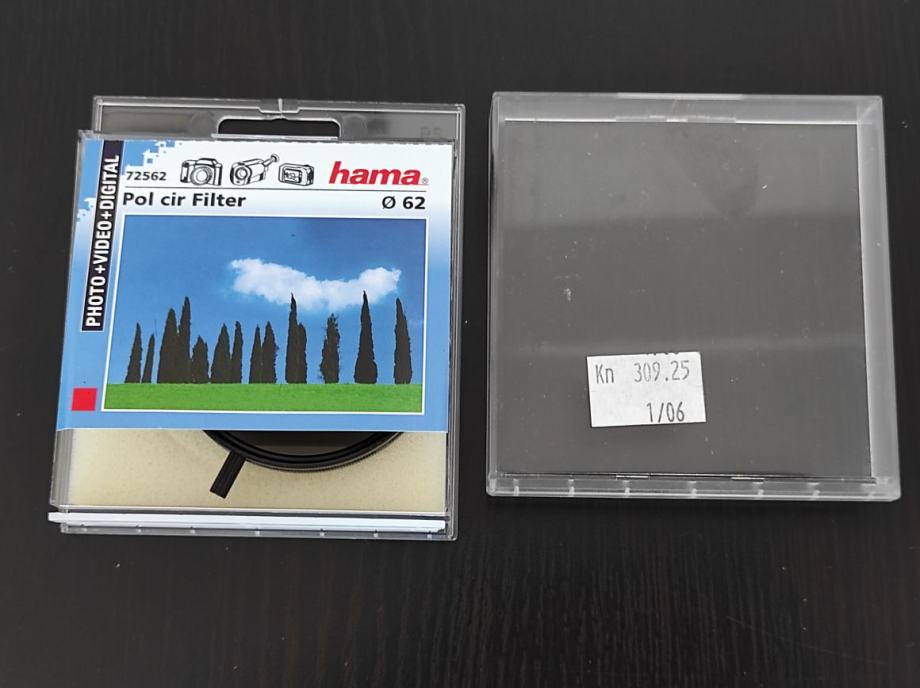 72562
hama®
Pol cir Filter
Ø 62
PHOTO+VIDEO+DIGITAL
Kn 309.25
1/06